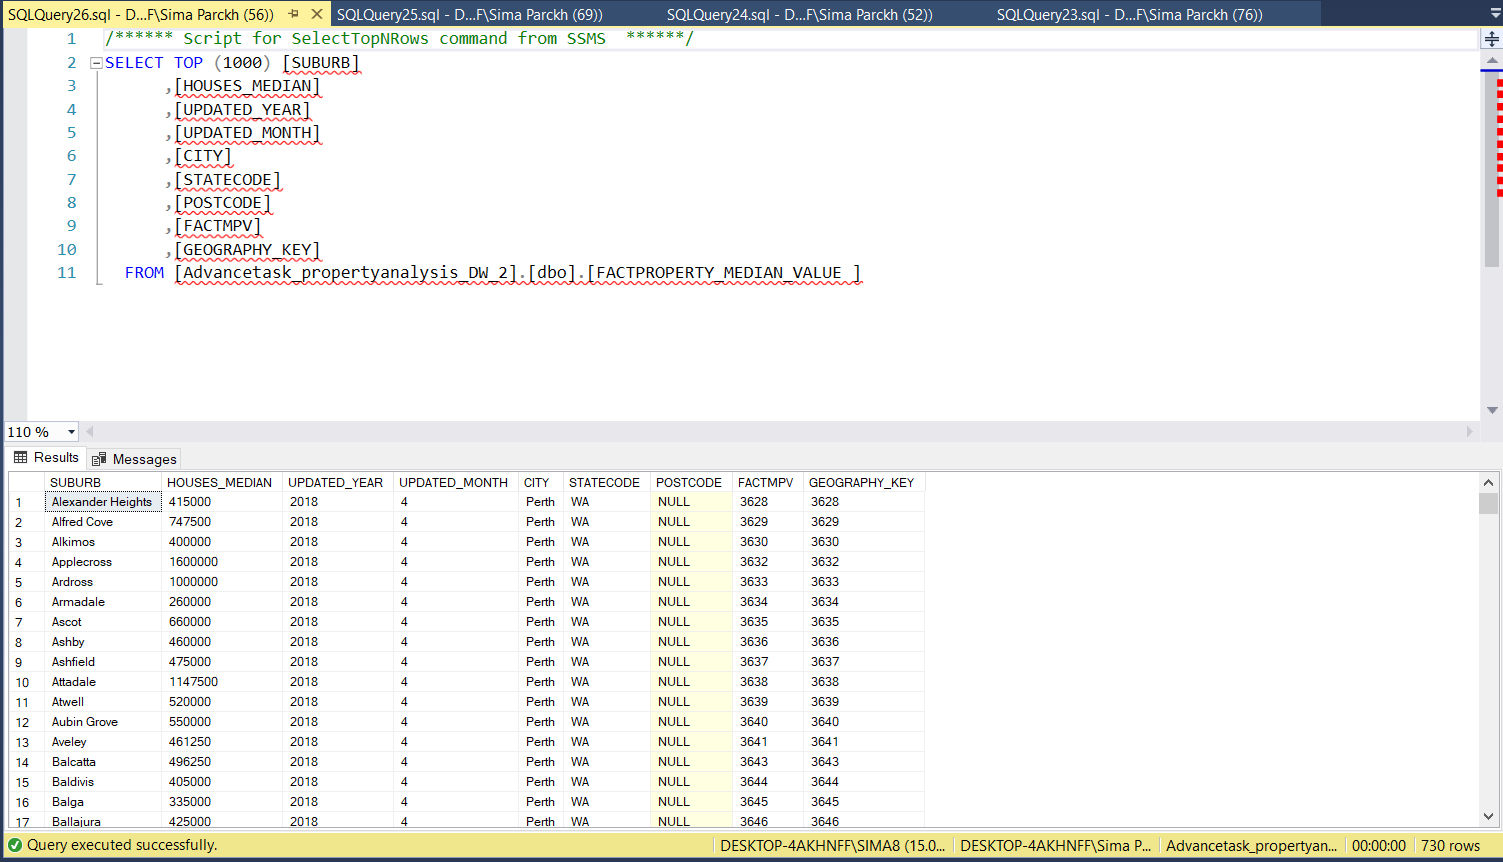 SQLQuery26.sql - D...F\Sima Parckh (56)) SQLQuery25.sql - D...F\Sima Parckh (69)) SQLQuery24.sql - D...F\Sima Parckh (52)) SQLQuery23.sql - D...F\Sima Parckh (76))
1 /****** Script for SelectTopNRows command from SSMS  ******/
2 SELECT TOP (1000) [SUBURB]
3 ,[HOUSES_MEDIAN]
4 ,[UPDATED_YEAR]
5 ,[UPDATED_MONTH]
6 ,[CITY]
7 ,[STATECODE]
8 ,[POSTCODE]
9 ,[FACTMPV]
10 ,[GEOGRAPHY_KEY]
11 FROM [Advancetask_propertyanalysis_DW_2].[dbo].[FACTPROPERTY_MEDIAN_VALUE ]
110 %
Results Messages
SUBURB HOUSES_MEDIAN UPDATED_YEAR UPDATED_MONTH CITY STATECODE POSTCODE FACTMPV GEOGRAPHY_KEY
1 Alexander Heights 415000 2018 4 Perth WA NULL 3628 3628
2 Alfred Cove 747500 2018 4 Perth WA NULL 3629 3629
3 Alkimos 400000 2018 4 Perth WA NULL 3630 3630
4 Applecross 1600000 2018 4 Perth WA NULL 3632 3632
5 Ardross 1000000 2018 4 Perth WA NULL 3633 3633
6 Armadale 260000 2018 4 Perth WA NULL 3634 3634
7 Ascot 660000 2018 4 Perth WA NULL 3635 3635
8 Ashby 460000 2018 4 Perth WA NULL 3636 3636
9 Ashfield 475000 2018 4 Perth WA NULL 3637 3637
10 Attadale 1147500 2018 4 Perth WA NULL 3638 3638
11 Atwell 520000 2018 4 Perth WA NULL 3639 3639
12 Aubin Grove 550000 2018 4 Perth WA NULL 3640 3640
13 Aveley 461250 2018 4 Perth WA NULL 3641 3641
14 Balcatta 496250 2018 4 Perth WA NULL 3643 3643
15 Baldivis 405000 2018 4 Perth WA NULL 3644 3644
16 Balga 335000 2018 4 Perth WA NULL 3645 3645
17 Ballajura 425000 2018 4 Perth WA NULL 3646 3646
Query executed successfully. DESKTOP-4AKHNFF\SIMA8 (15.0... DESKTOP-4AKHNFF\Sima P... Advancetask_propertyan... 00:00:00 730 rows